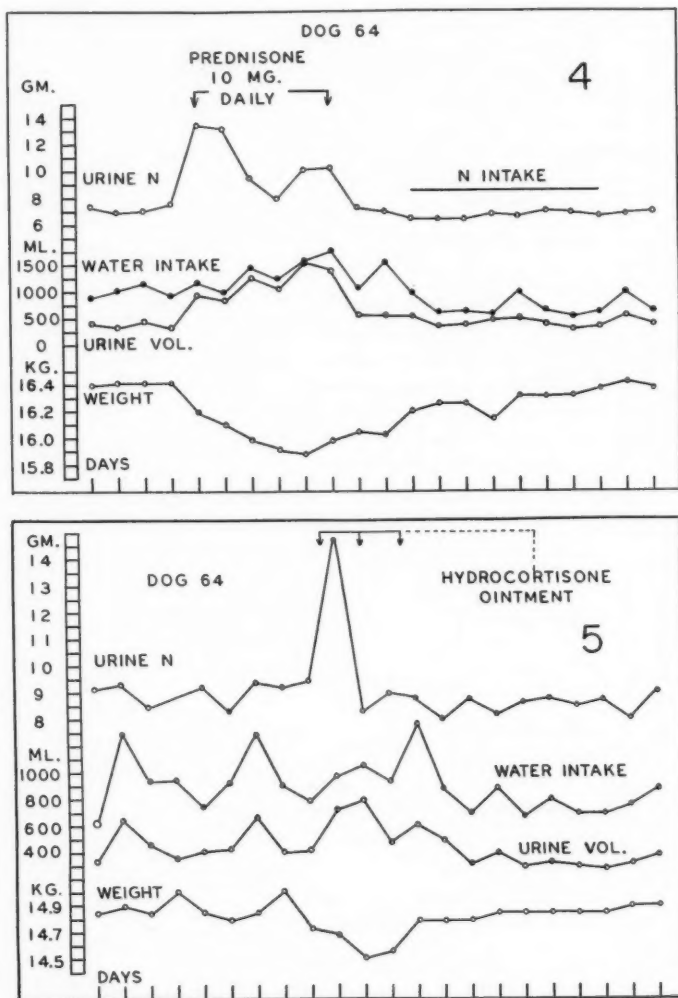 DOG 64
PREDNISONE
10 MG.
DAILY
4
GM.
14
12
10
8
6
URINE N
N INTAKE
ML.
1500
1000
500
0
WATER INTAKE
URINE VOL.
KG.
16.4
16.2
16.0
15.8
WEIGHT
DAYS
GM.
14
13
12
11
10
9
8
DOG 64
HYDROCORTISONE
OINTMENT
5
URINE N
ML.
1000
800
600
400
WATER INTAKE
URINE VOL.
KG.
14.9
14.7
14.5
WEIGHT
DAYS